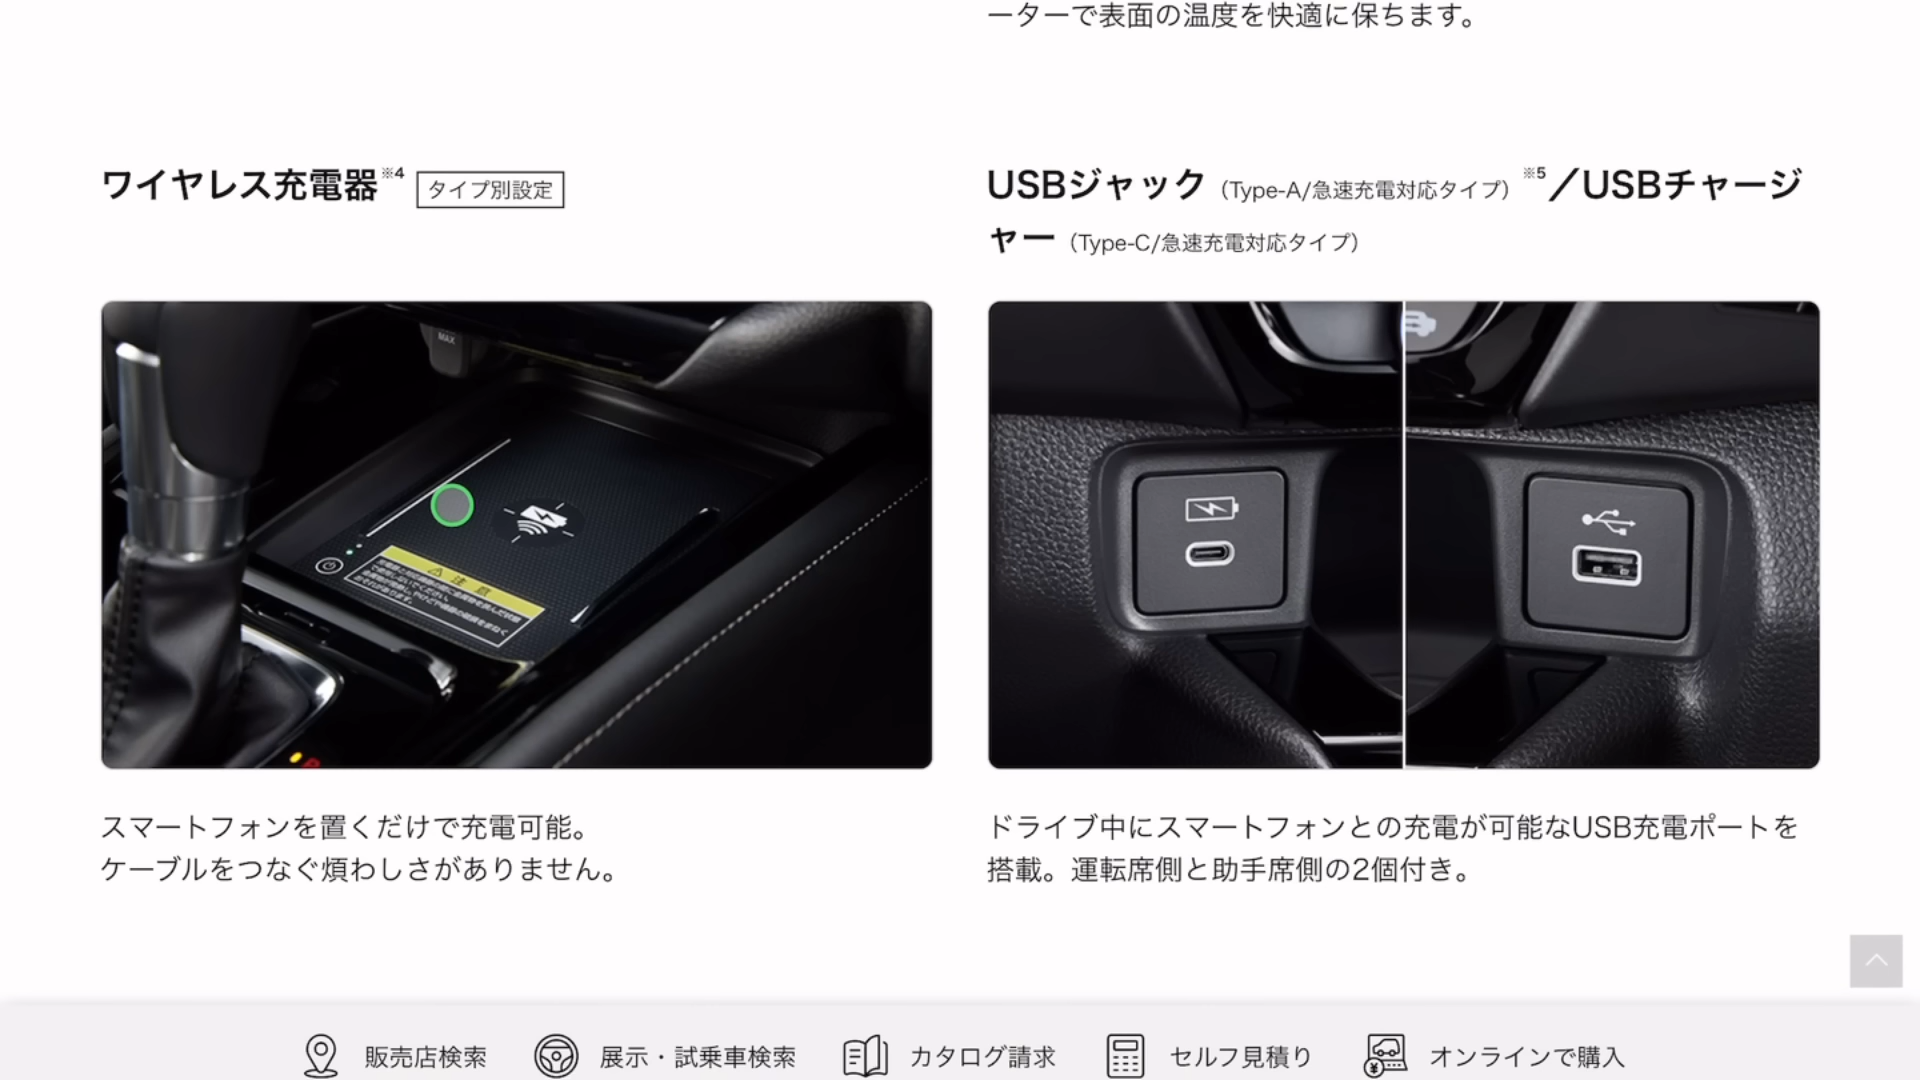 ーターで表面の温度を快適に保ちます。
ワイヤレス充電器※4 タイプ別設定
USBジャック（Type-A/急速充電対応タイプ）※5／USBチャージ
ャー（Type-C/急速充電対応タイプ）
MAX
⚠ 注 意
スマートフォンを置くだけで充電可能。
ケーブルをつなぐ煩わしさがありません。
ドライブ中にスマートフォンとの充電が可能なUSB充電ポートを
搭載。運転席側と助手席側の2個付き。
販売店検索
展示・試乗車検索
カタログ請求
セルフ見積り
オンラインで購入